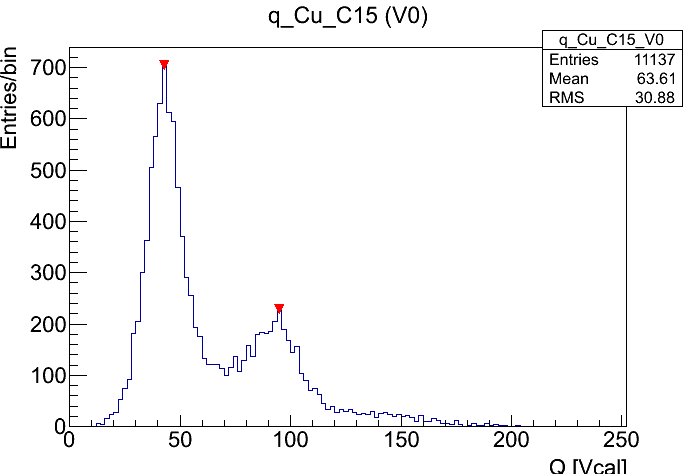 q_Cu_C15 (V0)
q_Cu_C15_V0
Entries 11137
Mean 63.61
RMS 30.88
Entries/bin
700
600
500
400
300
200
100
0
0 50 100 150 200 250
Q [Vcal]